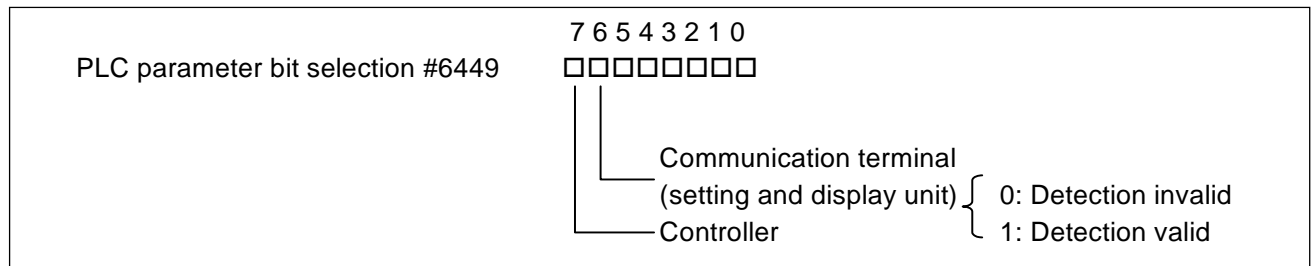 7 6 5 4 3 2 1 0
PLC parameter bit selection #6449 □□□□□□□□
Communication terminal
(setting and display unit) 0: Detection invalid
Controller 1: Detection valid